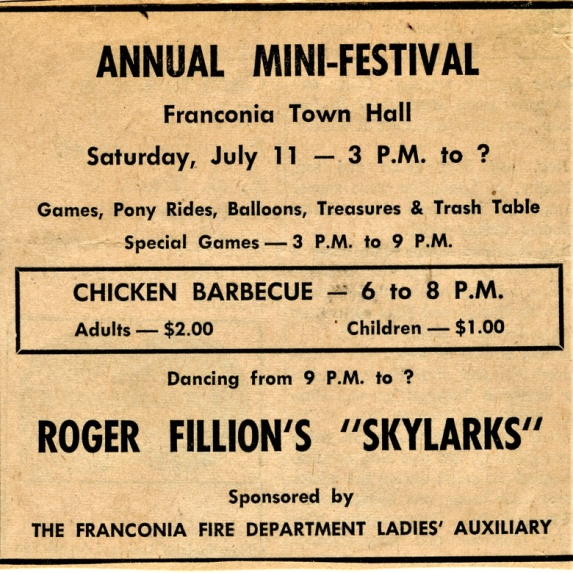 ANNUAL MINI-FESTIVAL
Franconia Town Hall
Saturday, July 11 — 3 P.M. to ?
Games, Pony Rides, Balloons, Treasures & Trash Table
Special Games — 3 P.M. to 9 P.M.
CHICKEN BARBECUE — 6 to 8 P.M.
Adults — $2.00 Children — $1.00
Dancing from 9 P.M. to ?
ROGER FILLION'S "SKYLARKS"
Sponsored by
THE FRANCONIA FIRE DEPARTMENT LADIES' AUXILIARY